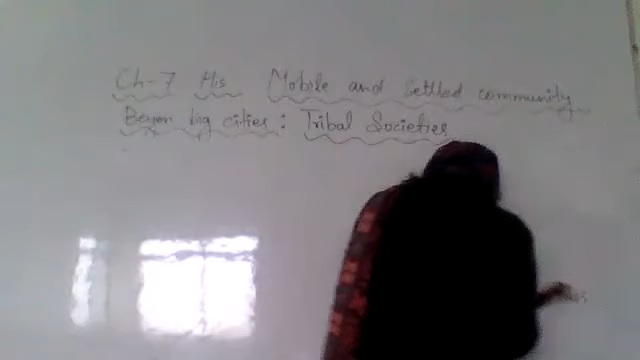 Ch-7 His Mobile and Settled community
Beyon big cities : Tribal Societies